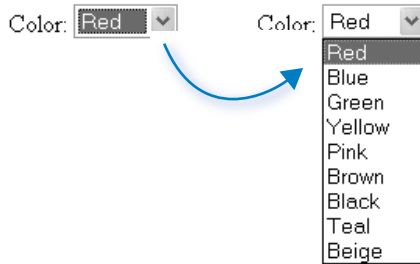 Color: Red
Color: Red
Red
Blue
Green
Yellow
Pink
Brown
Black
Teal
Beige